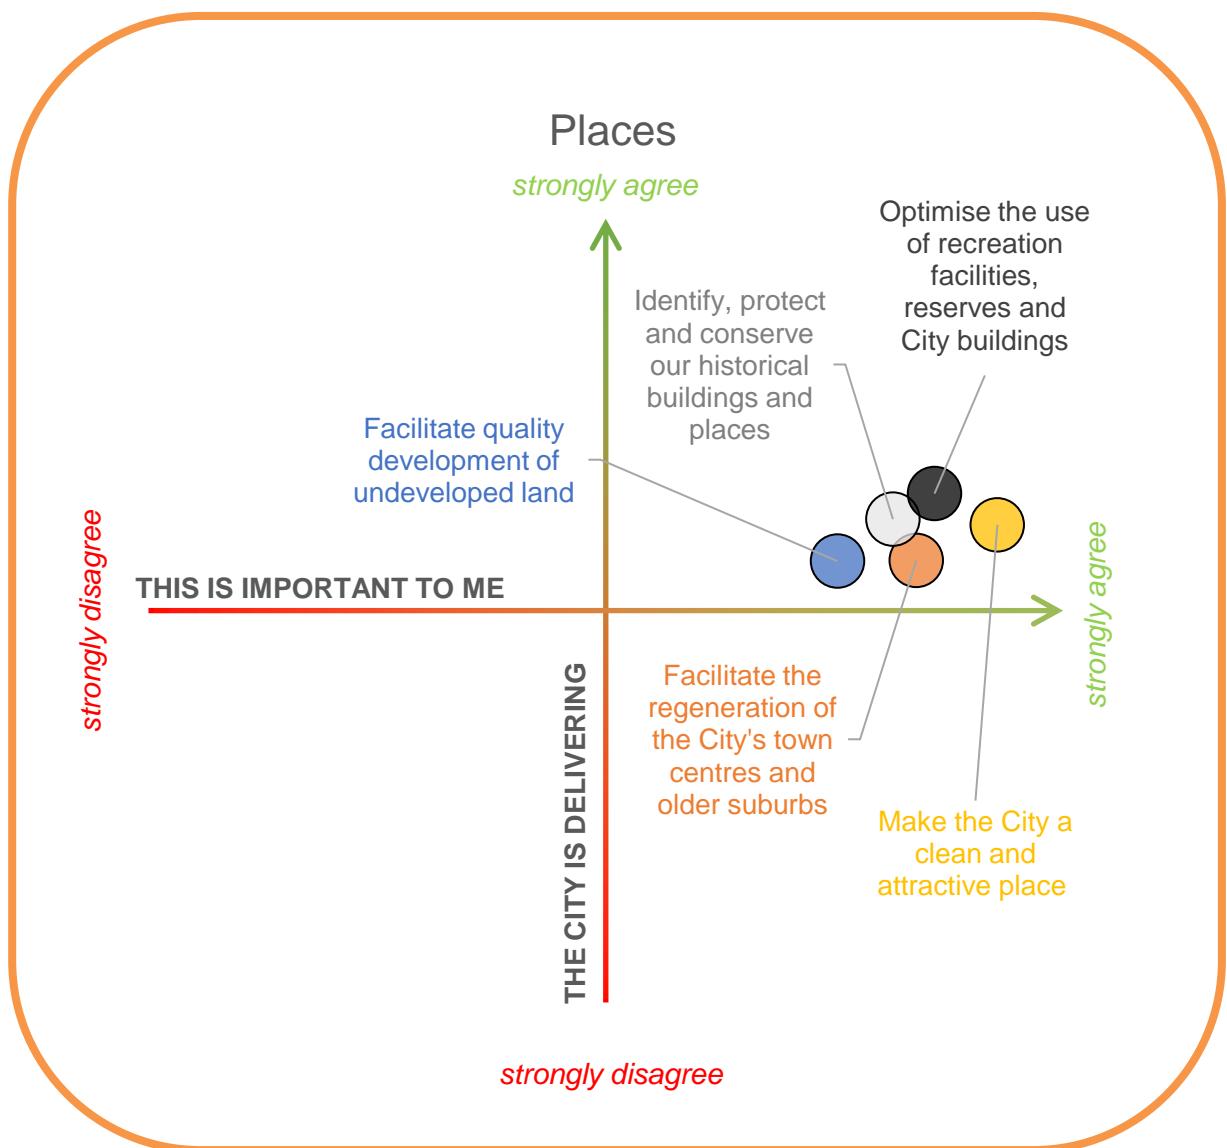 Places
strongly agree
Optimise the use
of recreation
facilities,
reserves and
City buildings
Identify, protect
and conserve
our historical
buildings and
places
Facilitate quality
development of
undeveloped land
strongly disagree
THIS IS IMPORTANT TO ME
strongly agree
THE CITY IS DELIVERING
Facilitate the
regeneration of
the City's town
centres and
older suburbs
Make the City a
clean and
attractive place
strongly disagree